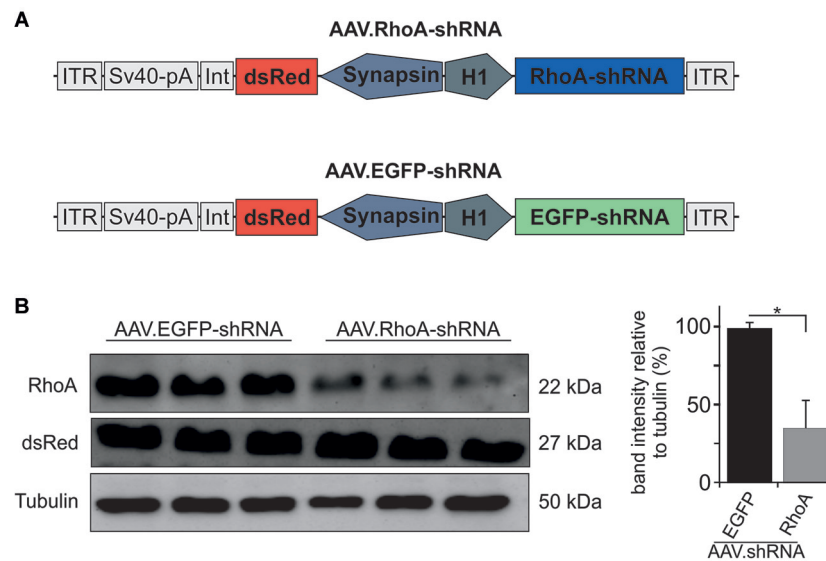 A
AAV.RhoA-shRNA
ITR Sv40-pA Int dsRed Synapsin H1 RhoA-shRNA ITR
AAV.EGFP-shRNA
ITR Sv40-pA Int dsRed Synapsin H1 EGFP-shRNA ITR
B
AAV.EGFP-shRNA AAV.RhoA-shRNA
RhoA 22 kDa
dsRed 27 kDa
Tubulin 50 kDa
band intensity relative
to tubulin (%)
100
50
0
*
EGFP RhoA
AAV.shRNA